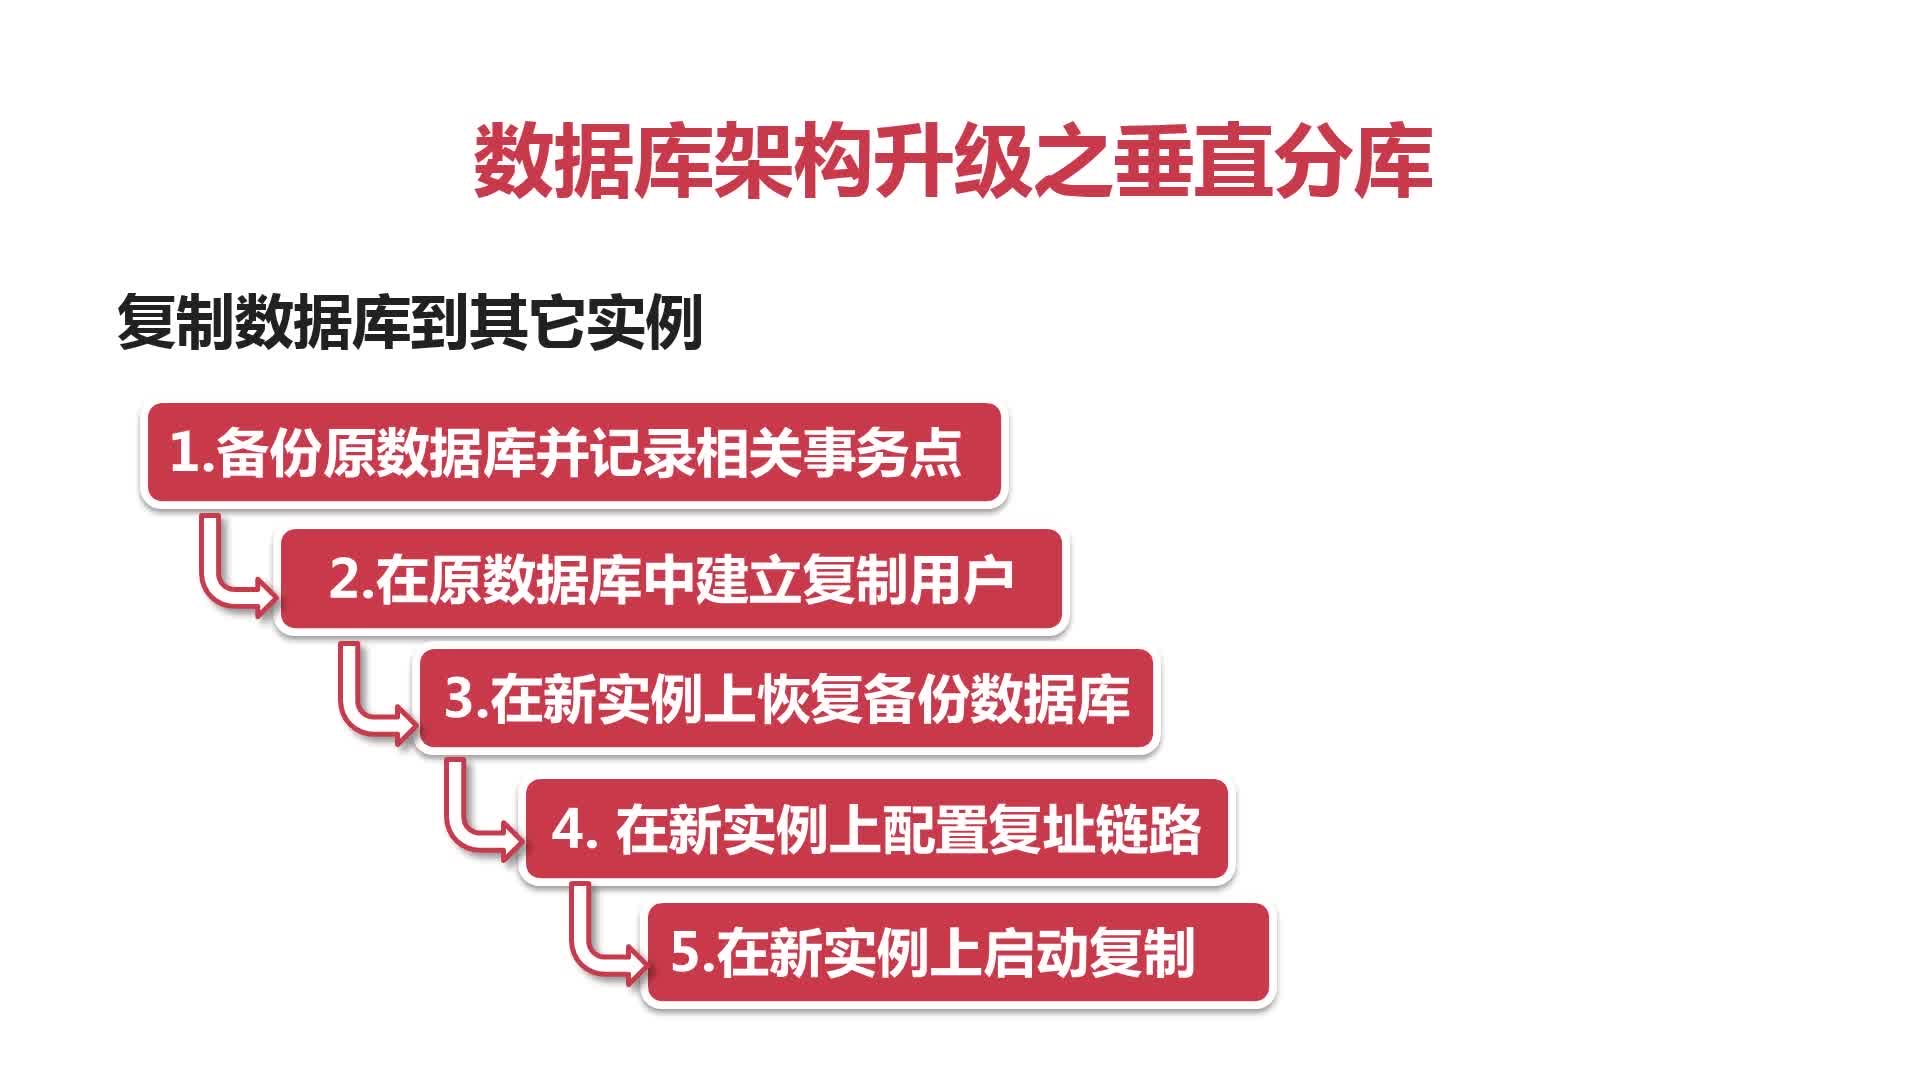 数据库架构升级之垂直分库
复制数据库到其它实例
1.备份原数据库并记录相关事务点
2.在原数据库中建立复制用户
3.在新实例上恢复备份数据库
4. 在新实例上配置复址链路
5.在新实例上启动复制